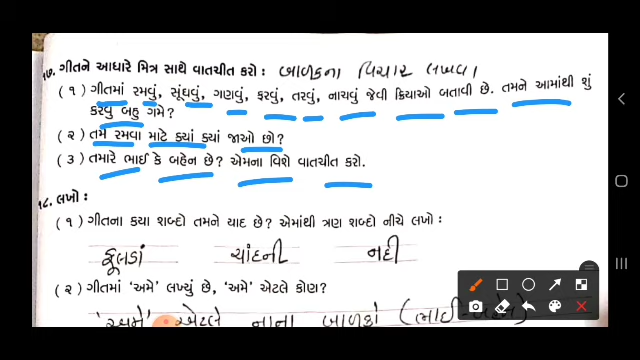 ૧૭. ગીતને આધારે મિત્ર સાથે વાતચીત કરો : બાળકના વિચાર લખવા ।
(૧) ગીતમાં રમવું, સૂંઘવું, ગણવું, ફરવું, તરવું, નાચવું જેવી ક્રિયાઓ બતાવી છે. તમને આમાંથી શું
કરવું બહુ ગમે?
(૨) તમે રમવા માટે ક્યાં ક્યાં જાઓ છો?
(૩) તમારે ભાઈ કે બહેન છે? એમના વિશે વાતચીત કરો.
૧૮. લખો :
(૧) ગીતના કયા શબ્દો તમને યાદ છે? એમાંથી ત્રણ શબ્દો નીચે લખો :
ફૂલડાં ચાંદની નદી
(૨) ગીતમાં ‘અમે’ લખ્યું છે, ‘અમે’ એટલે કોણ?
‘અમે’ એટલે નાના બાળકો (ભાઈ